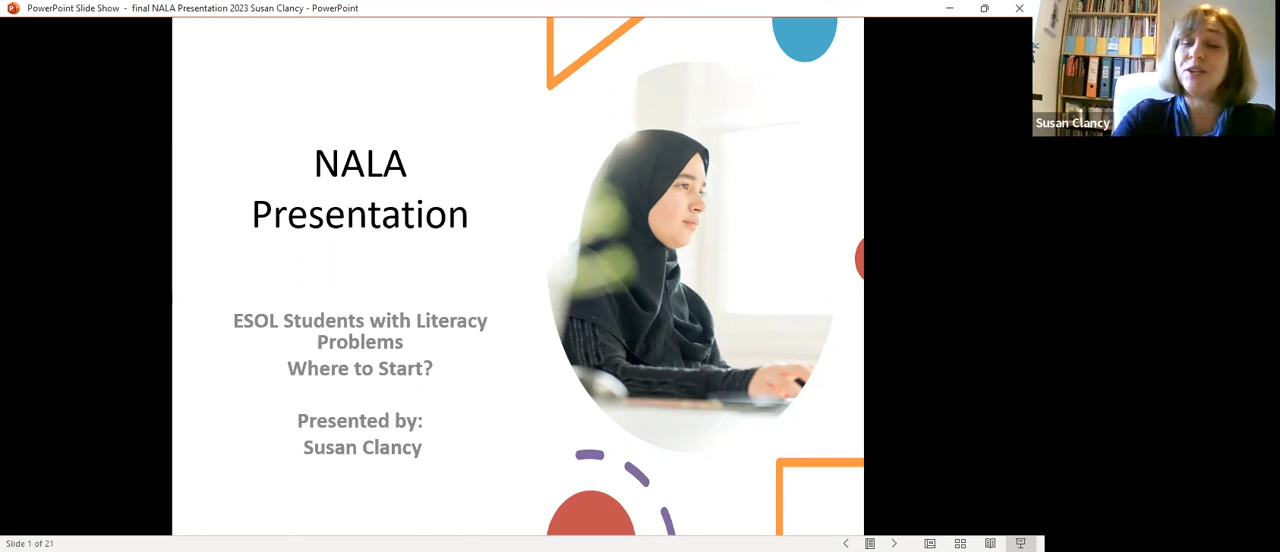 PowerPoint Slide Show - final NALA Presentation 2023 Susan Clancy - PowerPoint
Susan Clancy
NALA
Presentation
ESOL Students with Literacy
Problems
Where to Start?
Presented by:
Susan Clancy
Slide 1 of 21